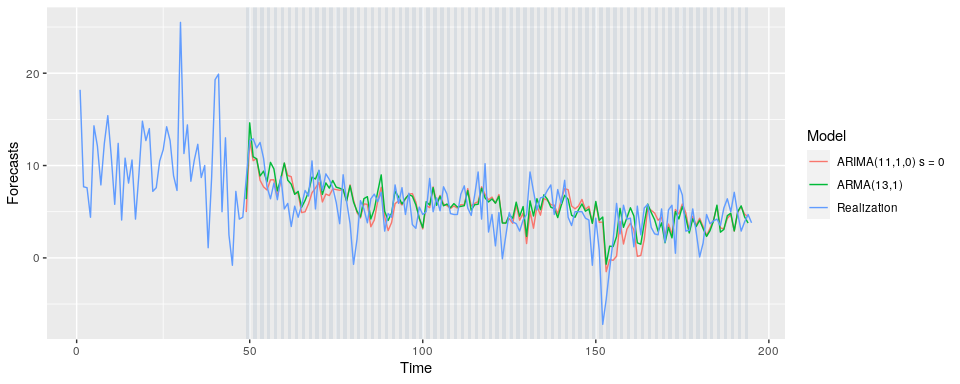 20
10
0
Forecasts
0
50
100
150
200
Time
Model
ARIMA(11,1,0) s = 0
ARMA(13,1)
Realization